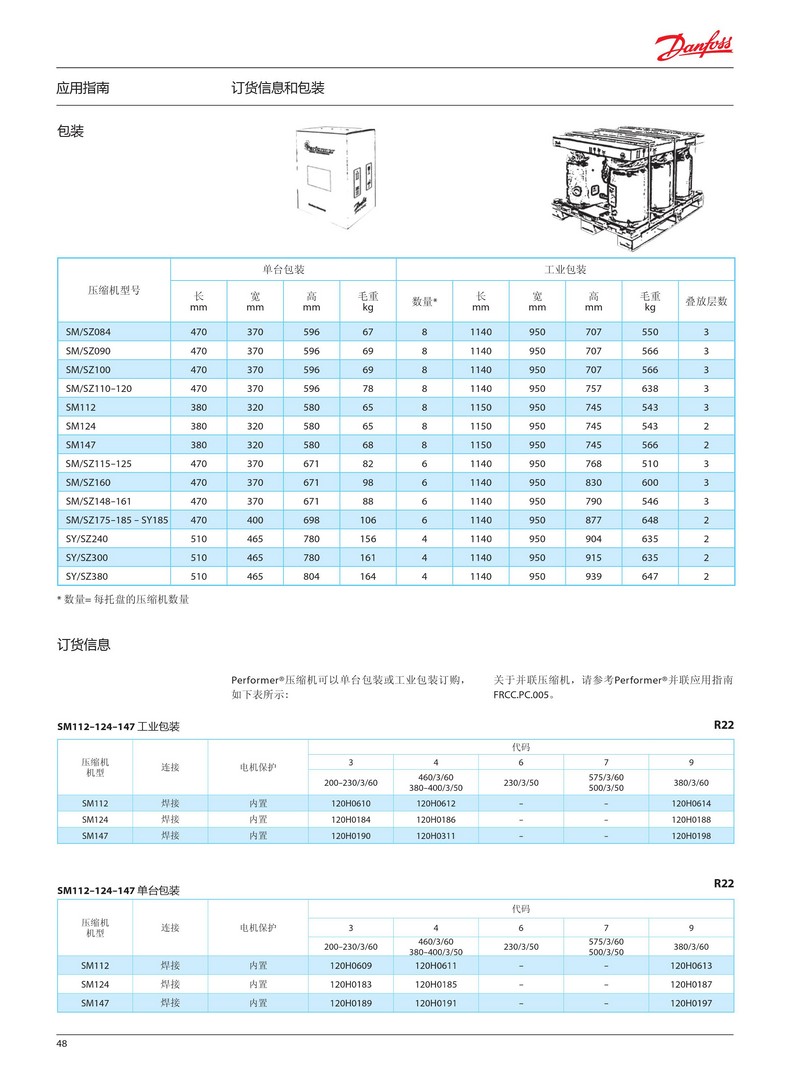 Danfoss
应用指南 订货信息和包装
包装
Performer
Danfoss
压缩机型号 单台包装 工业包装
长 mm 宽 mm 高 mm 毛重 kg 数量* 长 mm 宽 mm 高 mm 毛重 kg 叠放层数
SM/SZ084 470 370 596 67 8 1140 950 707 550 3
SM/SZ090 470 370 596 69 8 1140 950 707 566 3
SM/SZ100 470 370 596 69 8 1140 950 707 566 3
SM/SZ110–120 470 370 596 78 8 1140 950 757 638 3
SM112 380 320 580 65 8 1150 950 745 543 3
SM124 380 320 580 65 8 1150 950 745 543 2
SM147 380 320 580 68 8 1150 950 745 566 2
SM/SZ115–125 470 370 671 82 6 1140 950 768 510 3
SM/SZ160 470 370 671 98 6 1140 950 830 600 3
SM/SZ148–161 470 370 671 88 6 1140 950 790 546 3
SM/SZ175–185 – SY185 470 400 698 106 6 1140 950 877 648 2
SY/SZ240 510 465 780 156 4 1140 950 904 635 2
SY/SZ300 510 465 780 161 4 1140 950 915 635 2
SY/SZ380 510 465 804 164 4 1140 950 939 647 2
* 数量= 每托盘的压缩机数量
订货信息
Performer®压缩机可以单台包装或工业包装订购，
如下表所示：
关于并联压缩机，请参考Performer®并联应用指南
FRCC.PC.005。
SM112–124–147 工业包装 R22
压缩机机型 连接 电机保护 代码
3 4 6 7 9
200–230/3/60 460/3/60 380–400/3/50 230/3/50 575/3/60 500/3/50 380/3/60
SM112 焊接 内置 120H0610 120H0612 – – 120H0614
SM124 焊接 内置 120H0184 120H0186 – – 120H0188
SM147 焊接 内置 120H0190 120H0311 – – 120H0198
SM112–124–147 单台包装 R22
压缩机机型 连接 电机保护 代码
3 4 6 7 9
200–230/3/60 460/3/60 380–400/3/50 230/3/50 575/3/60 500/3/50 380/3/60
SM112 焊接 内置 120H0609 120H0611 – – 120H0613
SM124 焊接 内置 120H0183 120H0185 – – 120H0187
SM147 焊接 内置 120H0189 120H0191 – – 120H0197
48